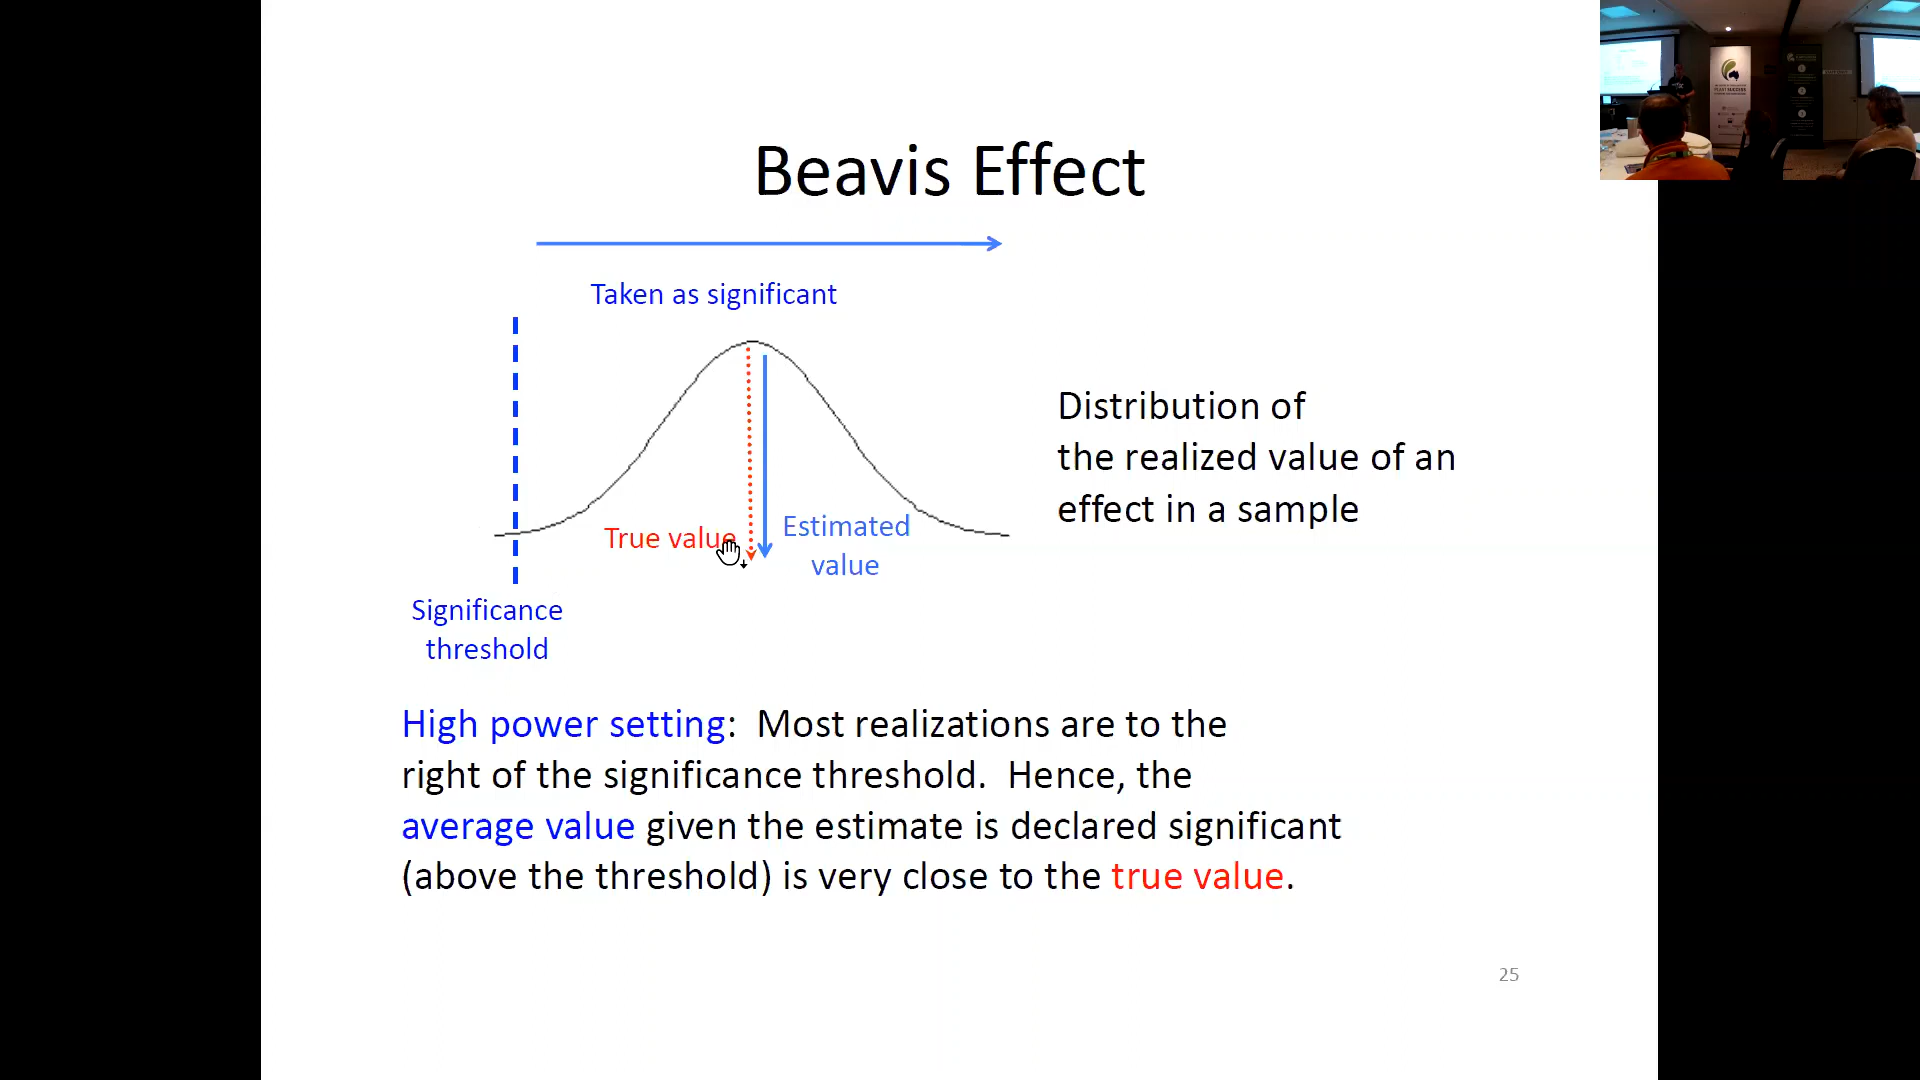 Beavis Effect
Taken as significant
Distribution of
the realized value of an
effect in a sample
True value
Estimated
value
Significance
threshold
High power setting: Most realizations are to the
right of the significance threshold. Hence, the
average value given the estimate is declared significant
(above the threshold) is very close to the true value.
25